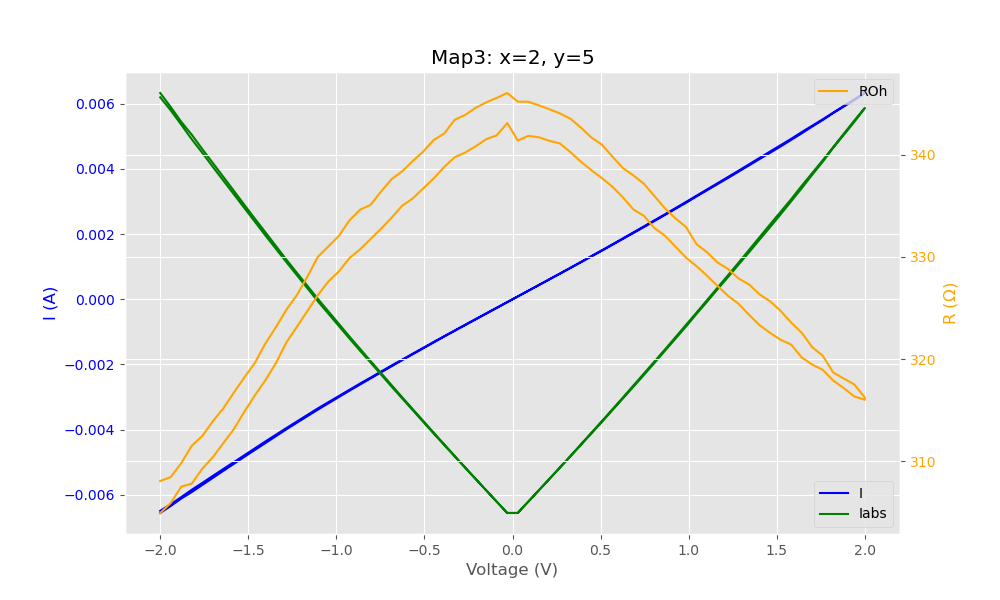 Map3: x=2, y=5
ROh
0.006
0.004
0.002
0.000
−0.002
−0.004
−0.006
I (A)
340
330
320
310
R (Ω)
I
Iabs
−2.0 −1.5 −1.0 −0.5 0.0 0.5 1.0 1.5 2.0
Voltage (V)